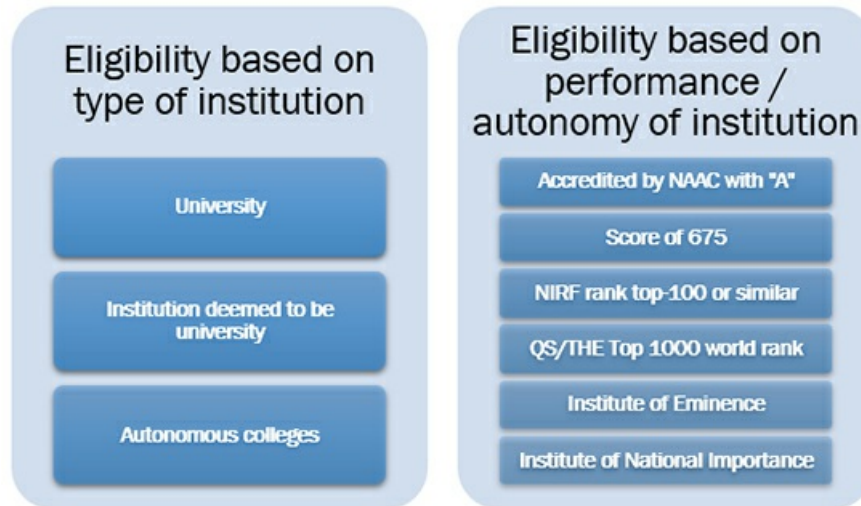 Eligibility based on
type of institution
University
Institution deemed to be
university
Autonomous colleges
Eligibility based on
performance /
autonomy of institution
Accredited by NAAC with "A"
Score of 675
NIRF rank top-100 or similar
QS/THE Top 1000 world rank
Institute of Eminence
Institute of National Importance